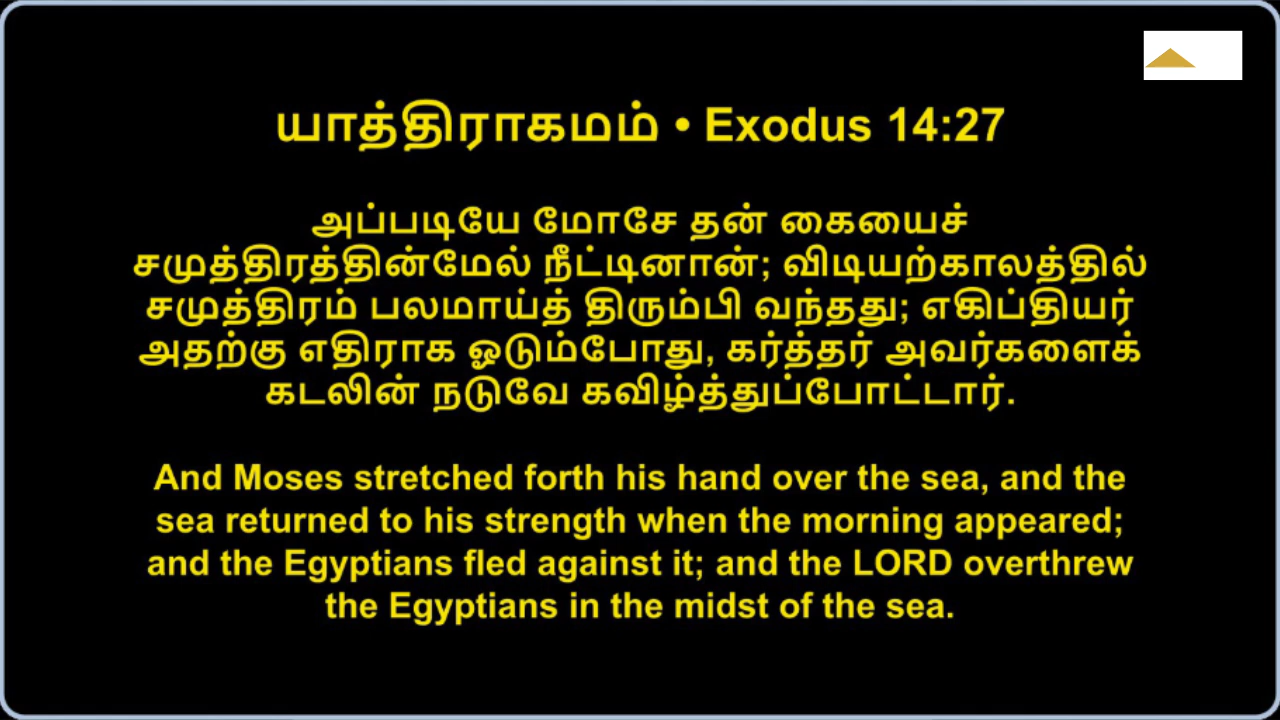 யாத்திராகமம் • Exodus 14:27
அப்படியே மோசே தன் கையைச்
சமுத்திரத்தின்மேல் நீட்டினான்; விடியற்காலத்தில்
சமுத்திரம் பலமாய்த் திரும்பி வந்தது; எகிப்தியர்
அதற்கு எதிராக ஓடும்போது, கர்த்தர் அவர்களைக்
கடலின் நடுவே கவிழ்த்துப்போட்டார்.
And Moses stretched forth his hand over the sea, and the
sea returned to his strength when the morning appeared;
and the Egyptians fled against it; and the LORD overthrew
the Egyptians in the midst of the sea.